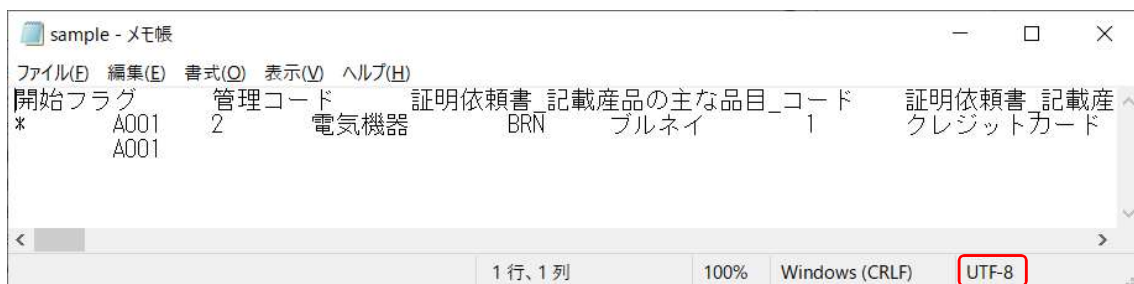 sample - メモ帳
ファイル(F) 編集(E) 書式(O) 表示(V) ヘルプ(H)
開始フラグ 管理コード 証明依頼書_記載産品の主な品目_コード 証明依頼書_記載産
* A001 2 電気機器 BRN ブルネイ 1 クレジットカード
A001
1 行、1 列 100% Windows (CRLF) UTF-8